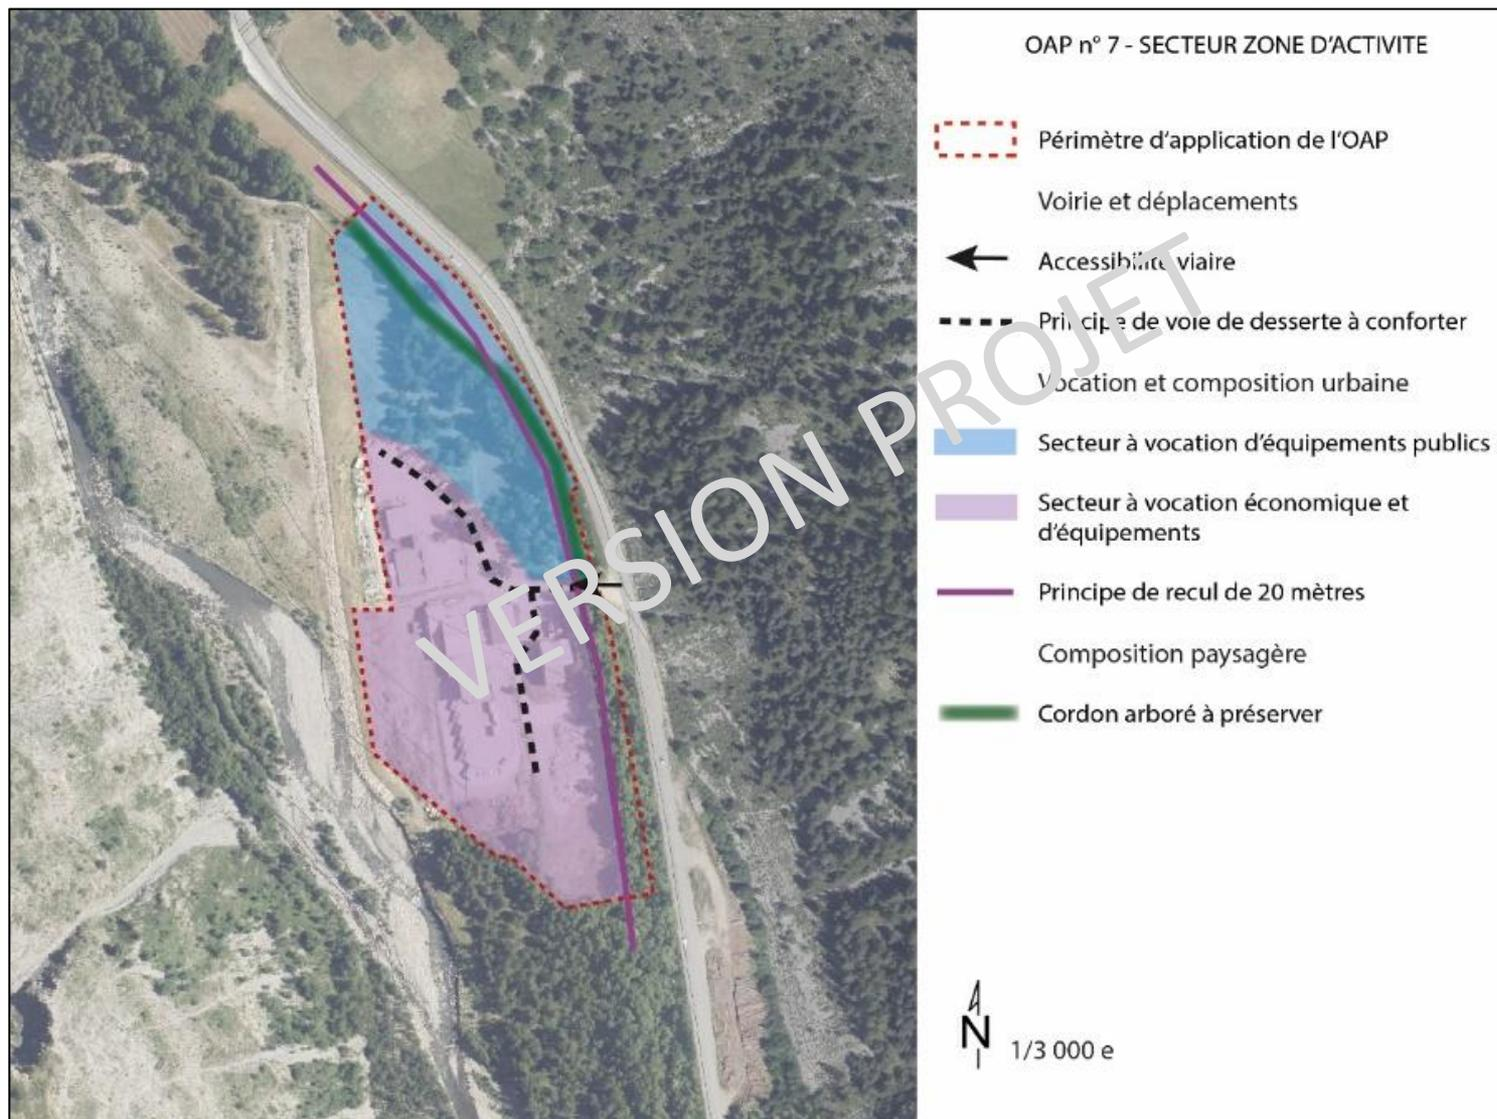 OAP n° 7 - SECTEUR ZONE D'ACTIVITE
Périmètre d'application de l'OAP
Voirie et déplacements
Accessibilité viaire
Principe de voie de desserte à conforter
Vocation et composition urbaine
Secteur à vocation d'équipements publics
Secteur à vocation économique et
d'équipements
Principe de recul de 20 mètres
Composition paysagère
Cordon arboré à préserver
VERSION PROJET
N
1/3 000 e